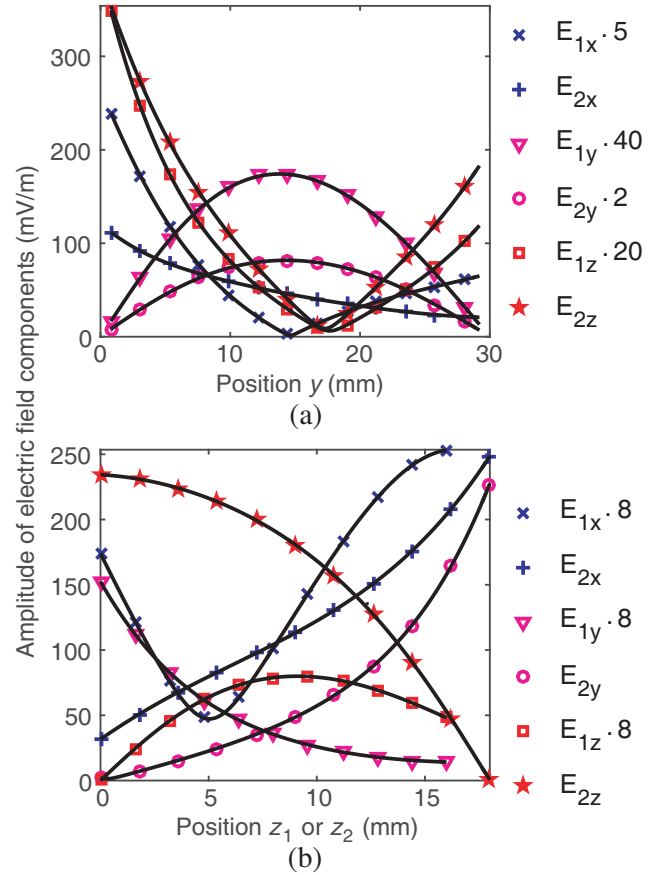 Amplitude of electric field components (mV/m)
300
200
100
0
0
10
20
30
Position y (mm)
(a)
E1x · 5
E2x
E1y · 40
E2y · 2
E1z · 20
E2z
250
200
150
100
50
0
0
5
10
15
Position z1 or z2 (mm)
(b)
E1x · 8
E2x
E1y · 8
E2y
E1z · 8
E2z